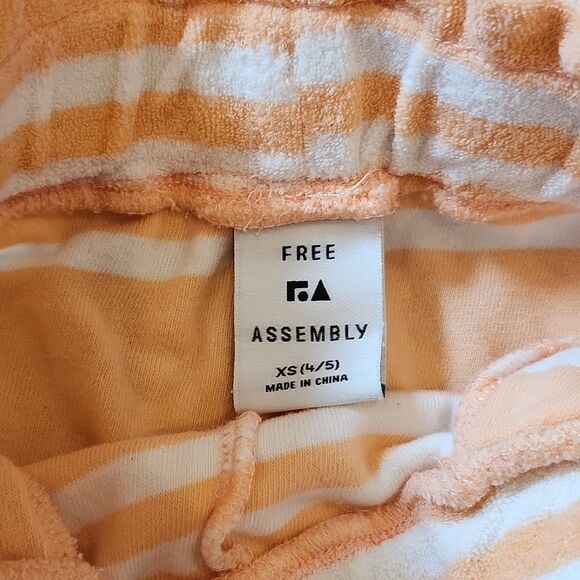 FREE
ASSEMBLY
XS (4/5)
MADE IN CHINA